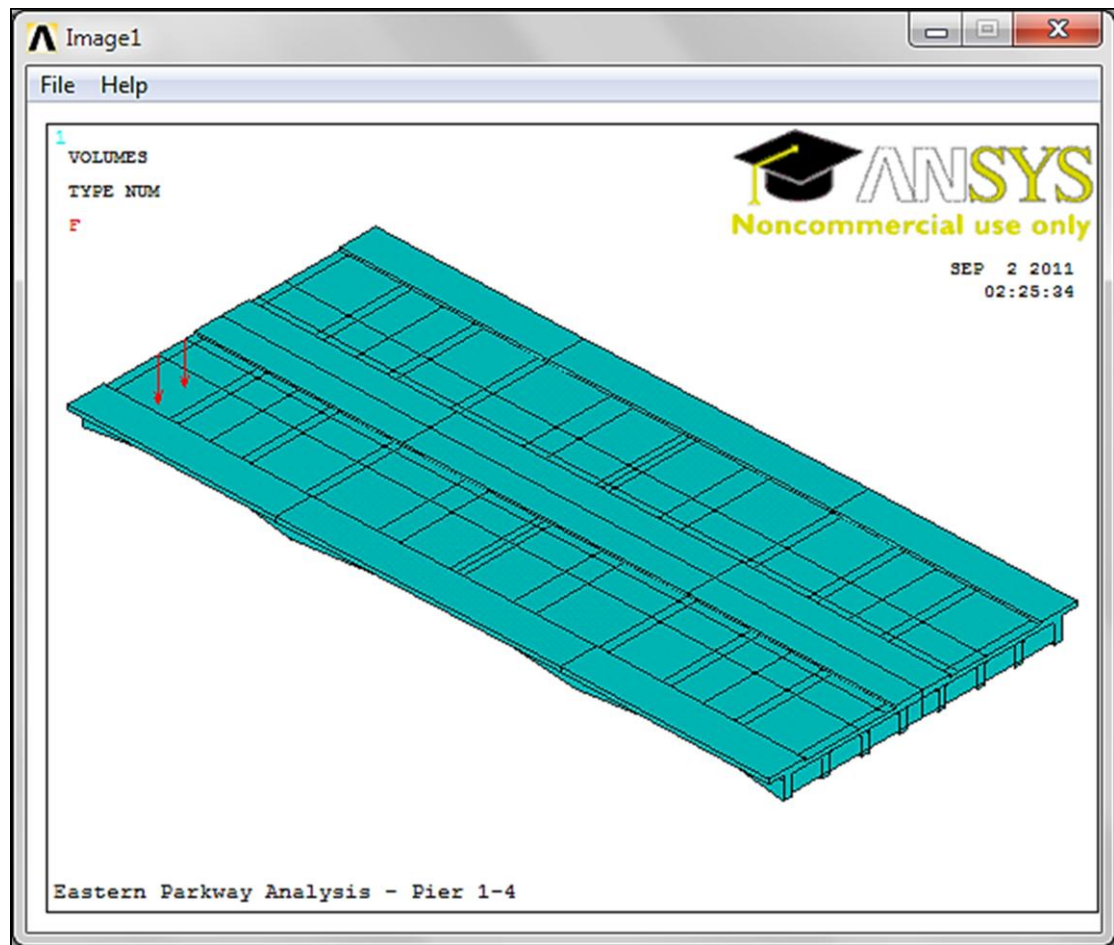 Image1
File Help
1
VOLUMES
TYPE NUM
F
ANSYS
Noncommercial use only
SEP 2 2011
02:25:34
Eastern Parkway Analysis - Pier 1-4